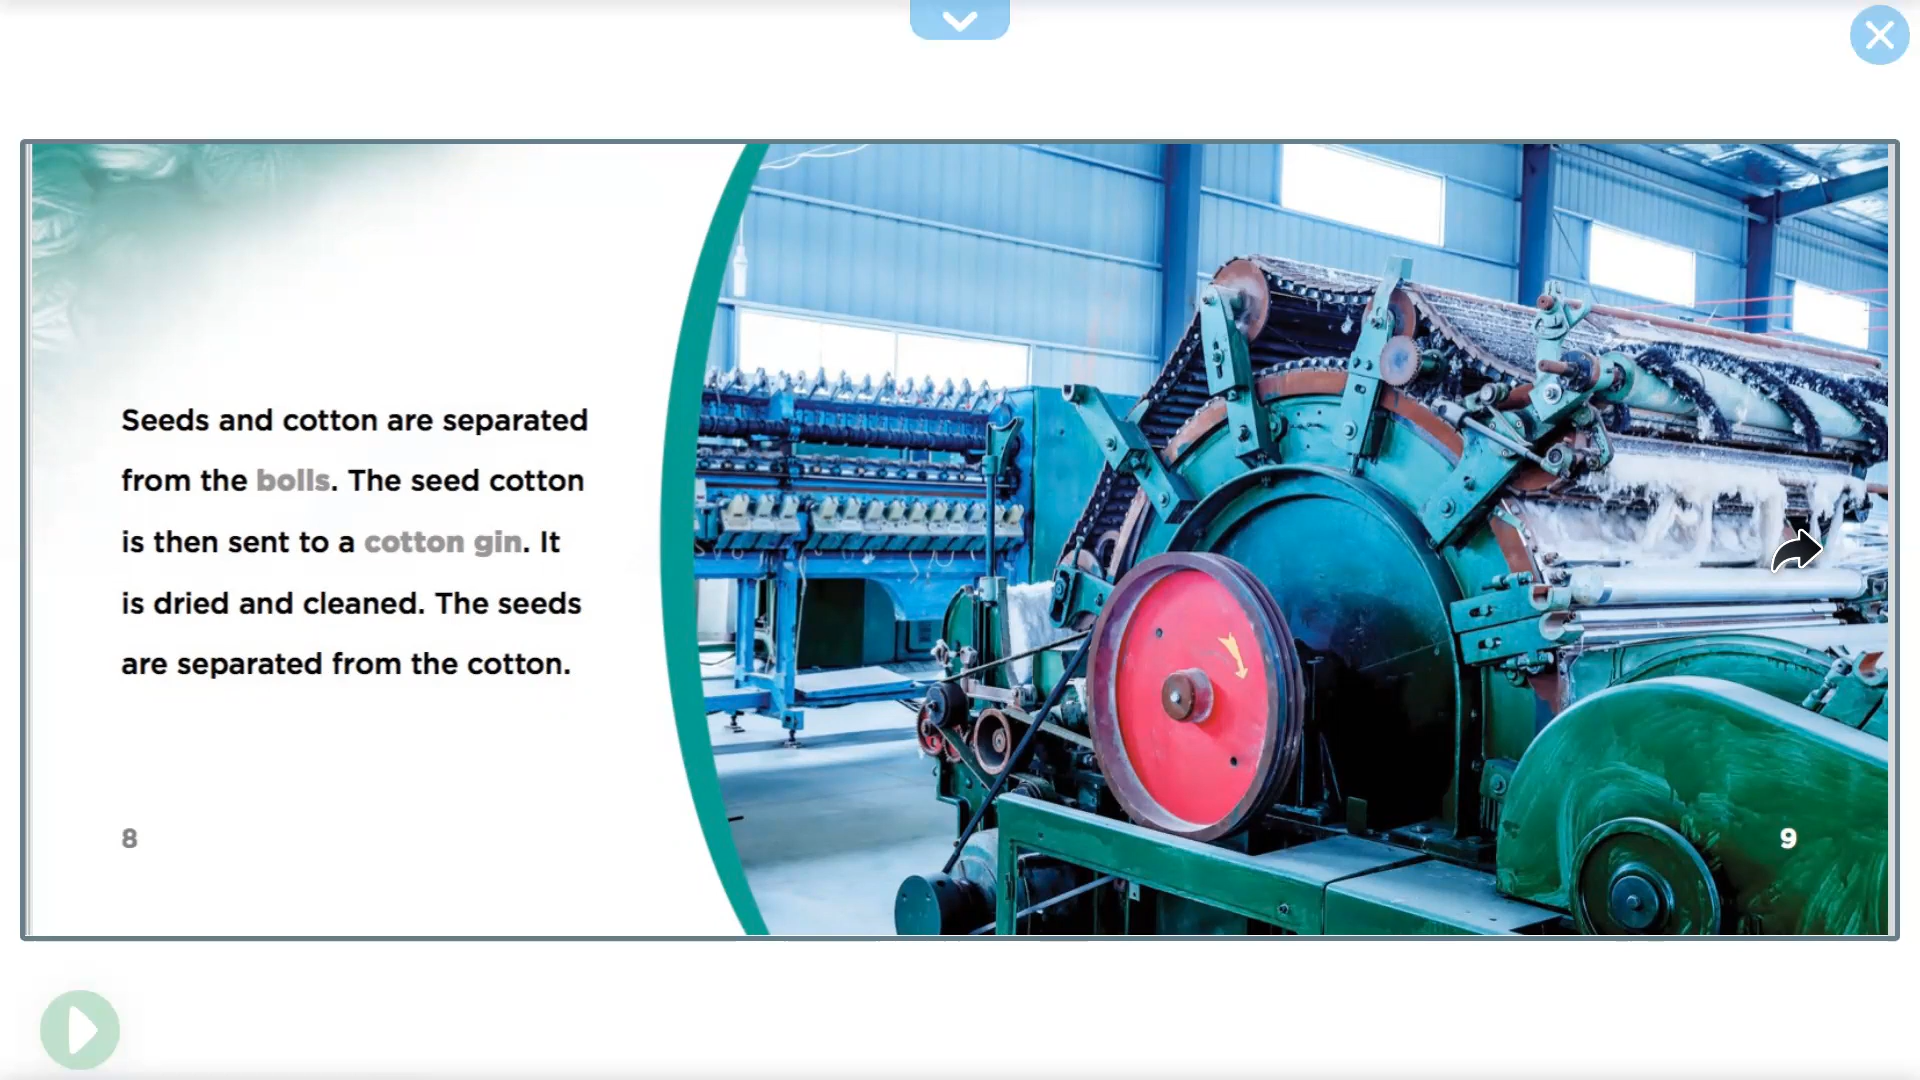 Seeds and cotton are separated
from the bolls. The seed cotton
is then sent to a cotton gin. It
is dried and cleaned. The seeds
are separated from the cotton.
8
9